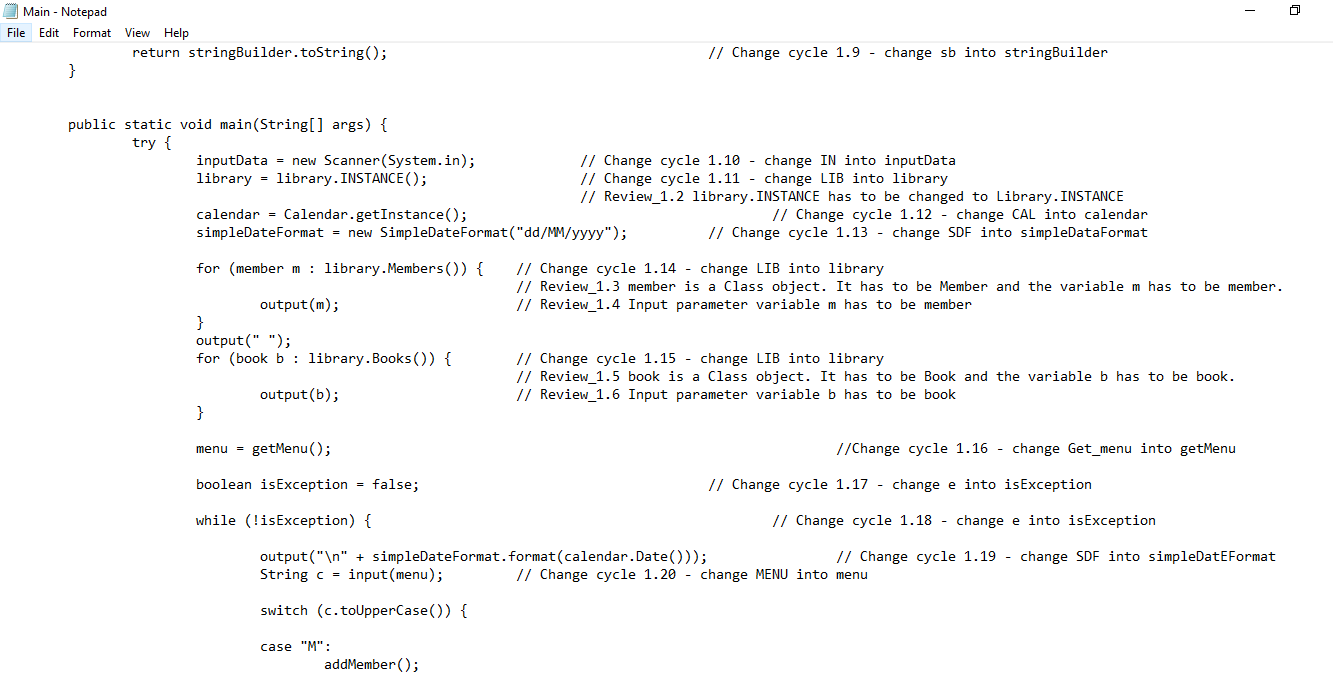 Main - Notepad
File Edit Format View Help
return stringBuilder.toString(); // Change cycle 1.9 - change sb into stringBuilder
}
public static void main(String[] args) {
try {
inputData = new Scanner(System.in); // Change cycle 1.10 - change IN into inputData
library = library.INSTANCE(); // Change cycle 1.11 - change LIB into library
// Review_1.2 library.INSTANCE has to be changed to Library.INSTANCE
calendar = Calendar.getInstance(); // Change cycle 1.12 - change CAL into calendar
simpleDateFormat = new SimpleDateFormat("dd/MM/yyyy"); // Change cycle 1.13 - change SDF into simpleDataFormat
for (member m : library.Members()) { // Change cycle 1.14 - change LIB into library
// Review_1.3 member is a Class object. It has to be Member and the variable m has to be member.
output(m); // Review_1.4 Input parameter variable m has to be member
}
output(" ");
for (book b : library.Books()) { // Change cycle 1.15 - change LIB into library
// Review_1.5 book is a Class object. It has to be Book and the variable b has to be book.
output(b); // Review_1.6 Input parameter variable b has to be book
}
menu = getMenu(); //Change cycle 1.16 - change Get_menu into getMenu
boolean isException = false; // Change cycle 1.17 - change e into isException
while (!isException) { // Change cycle 1.18 - change e into isException
output("\n" + simpleDateFormat.format(calendar.Date())); // Change cycle 1.19 - change SDF into simpleDatEFormat
String c = input(menu); // Change cycle 1.20 - change MENU into menu
switch (c.toUpperCase()) {
case "M":
addMember();